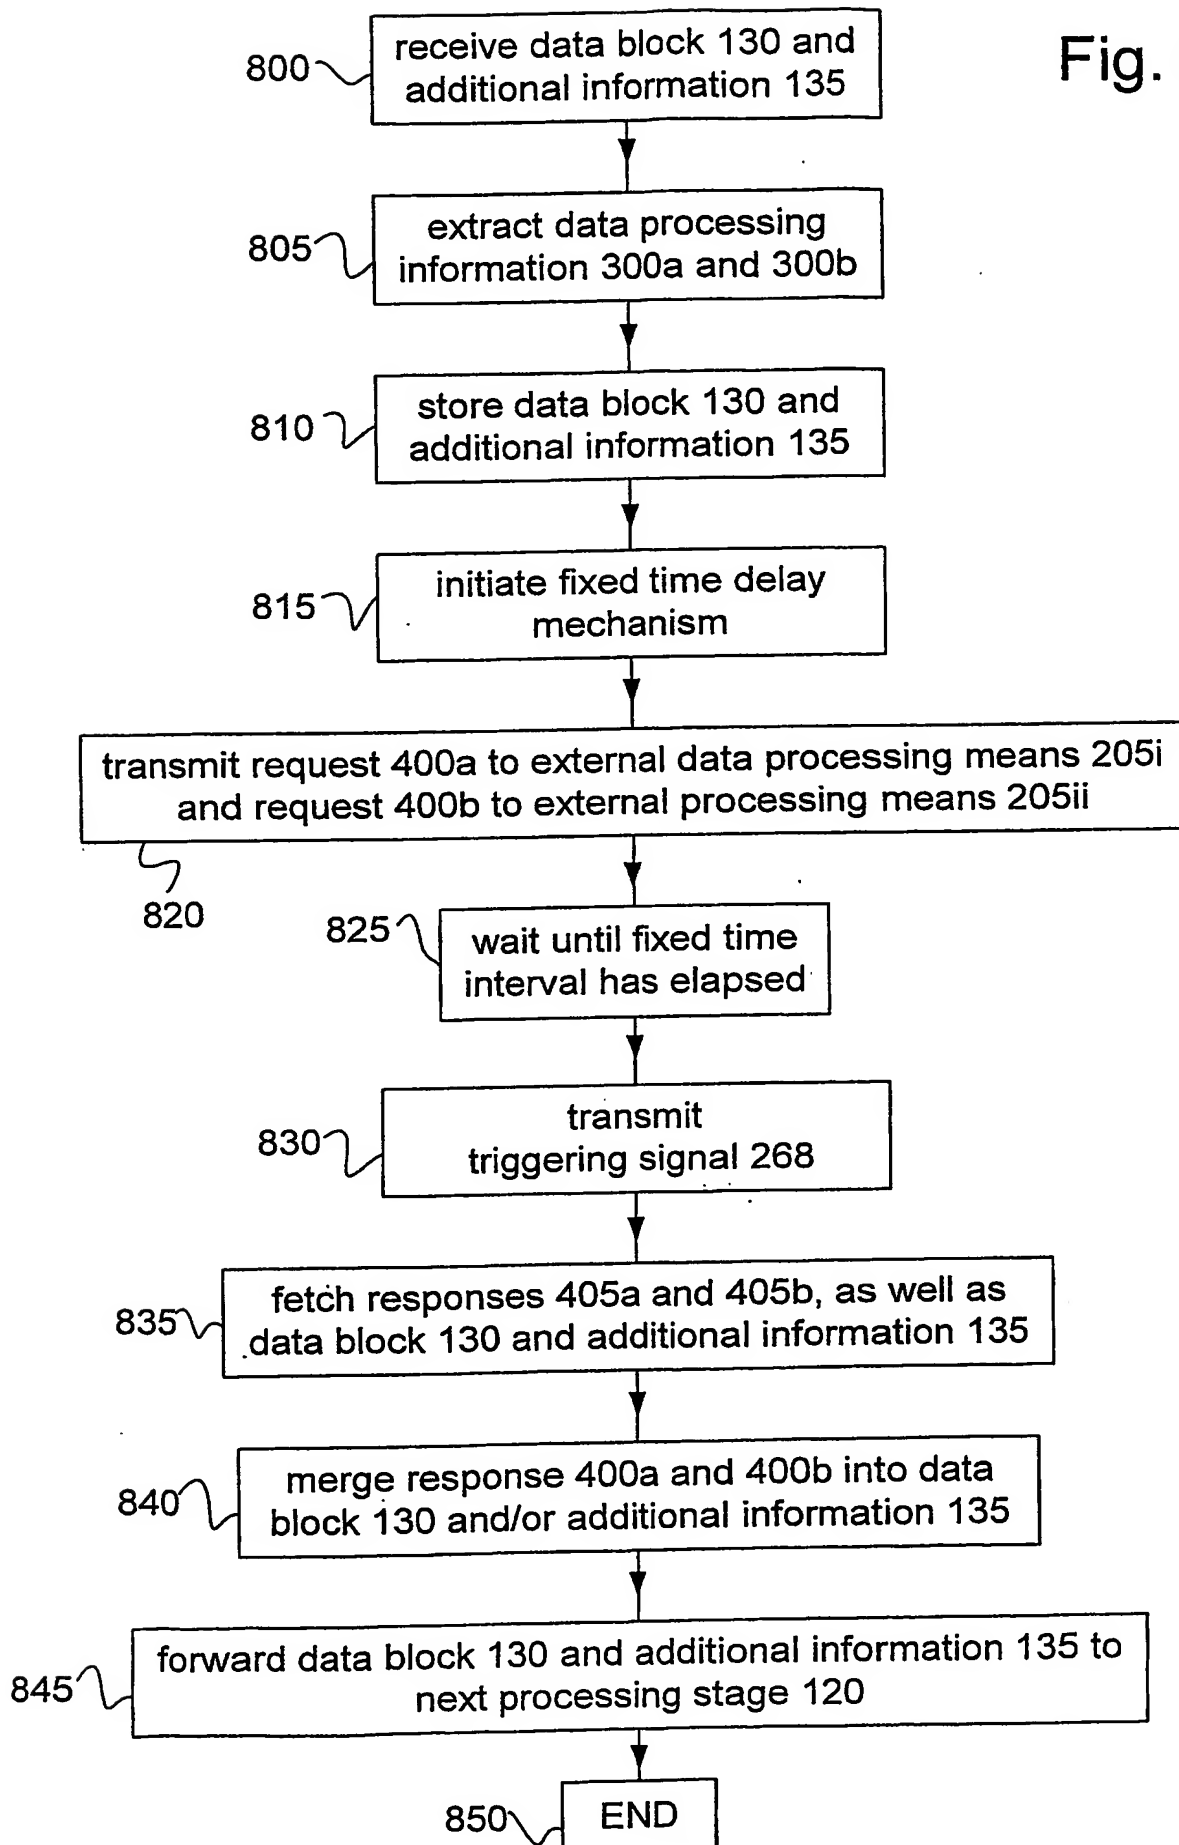 Fig.
800
receive data block 130 and
additional information 135
805
extract data processing
information 300a and 300b
810
store data block 130 and
additional information 135
815
initiate fixed time delay
mechanism
transmit request 400a to external data processing means 205i
and request 400b to external processing means 205ii
820
825
wait until fixed time
interval has elapsed
830
transmit
triggering signal 268
835
fetch responses 405a and 405b, as well as
data block 130 and additional information 135
840
merge response 400a and 400b into data
block 130 and/or additional information 135
845
forward data block 130 and additional information 135 to
next processing stage 120
850
END